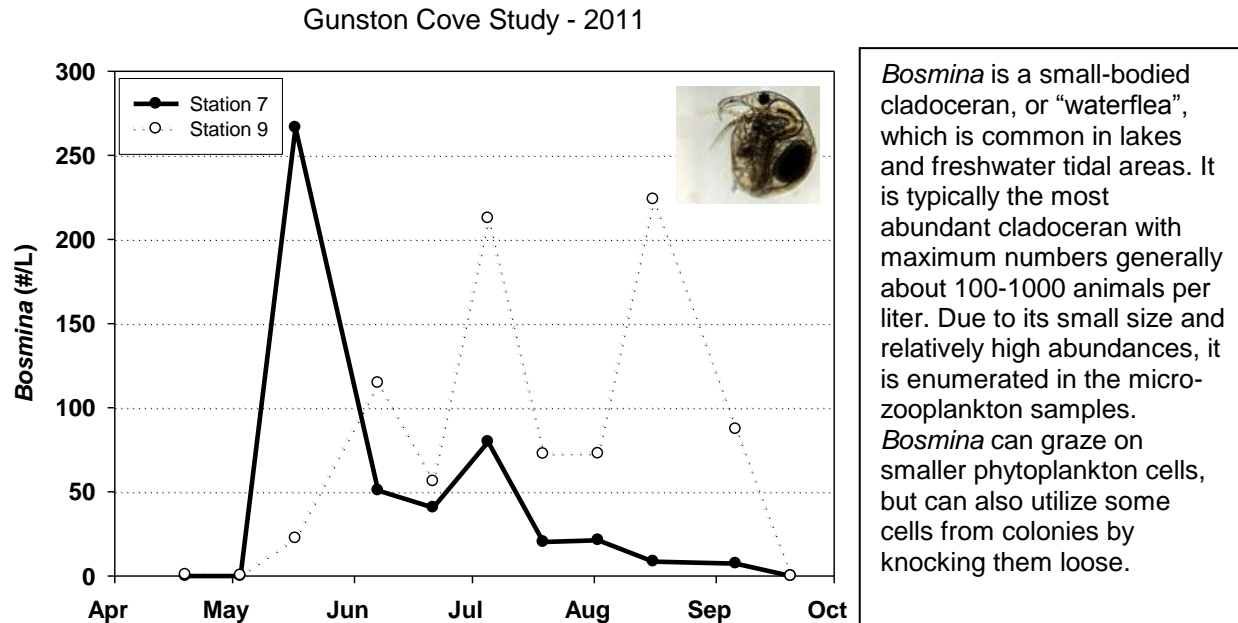 Gunston Cove Study - 2011
Bosmina (#/L)
300
250
200
150
100
50
0
Station 7
Station 9
Apr May Jun Jul Aug Sep Oct
Bosmina is a small-bodied
cladoceran, or “waterflea”,
which is common in lakes
and freshwater tidal areas. It
is typically the most
abundant cladoceran with
maximum numbers generally
about 100-1000 animals per
liter. Due to its small size and
relatively high abundances, it
is enumerated in the micro-
zooplankton samples.
Bosmina can graze on
smaller phytoplankton cells,
but can also utilize some
cells from colonies by
knocking them loose.